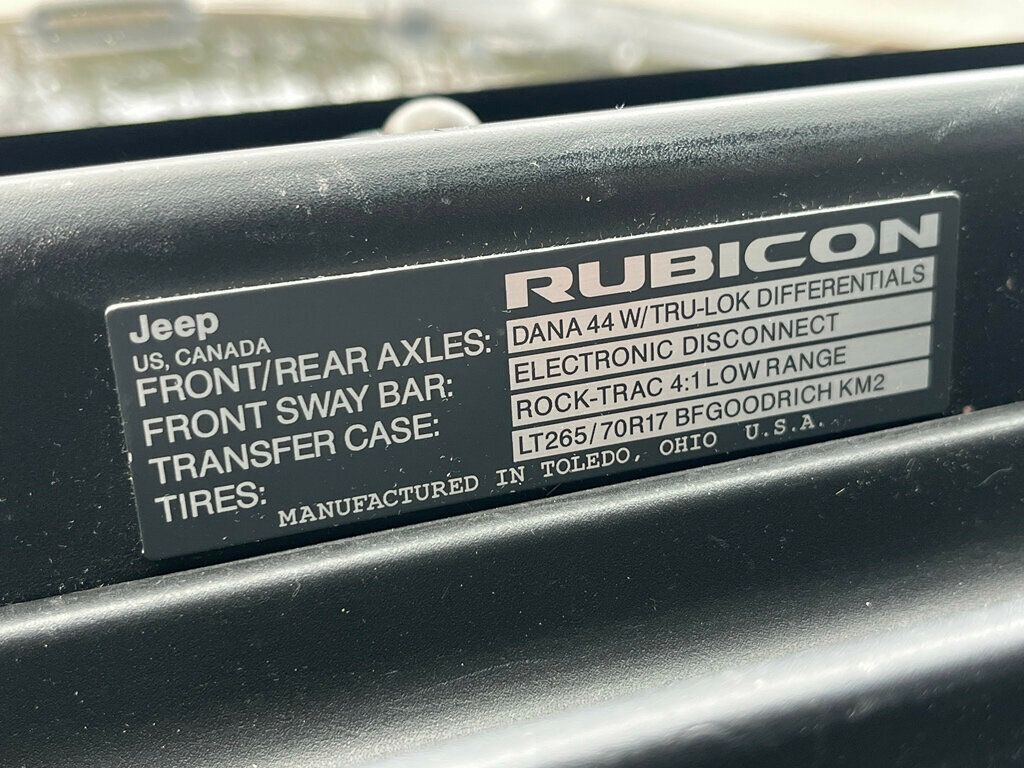 Jeep RUBICON
US, CANADA
FRONT/REAR AXLES: DANA 44 W/TRU-LOK DIFFERENTIALS
FRONT SWAY BAR: ELECTRONIC DISCONNECT
TRANSFER CASE: ROCK-TRAC 4:1 LOW RANGE
TIRES: LT265/70R17 BFGOODRICH KM2
MANUFACTURED IN TOLEDO, OHIO U.S.A.